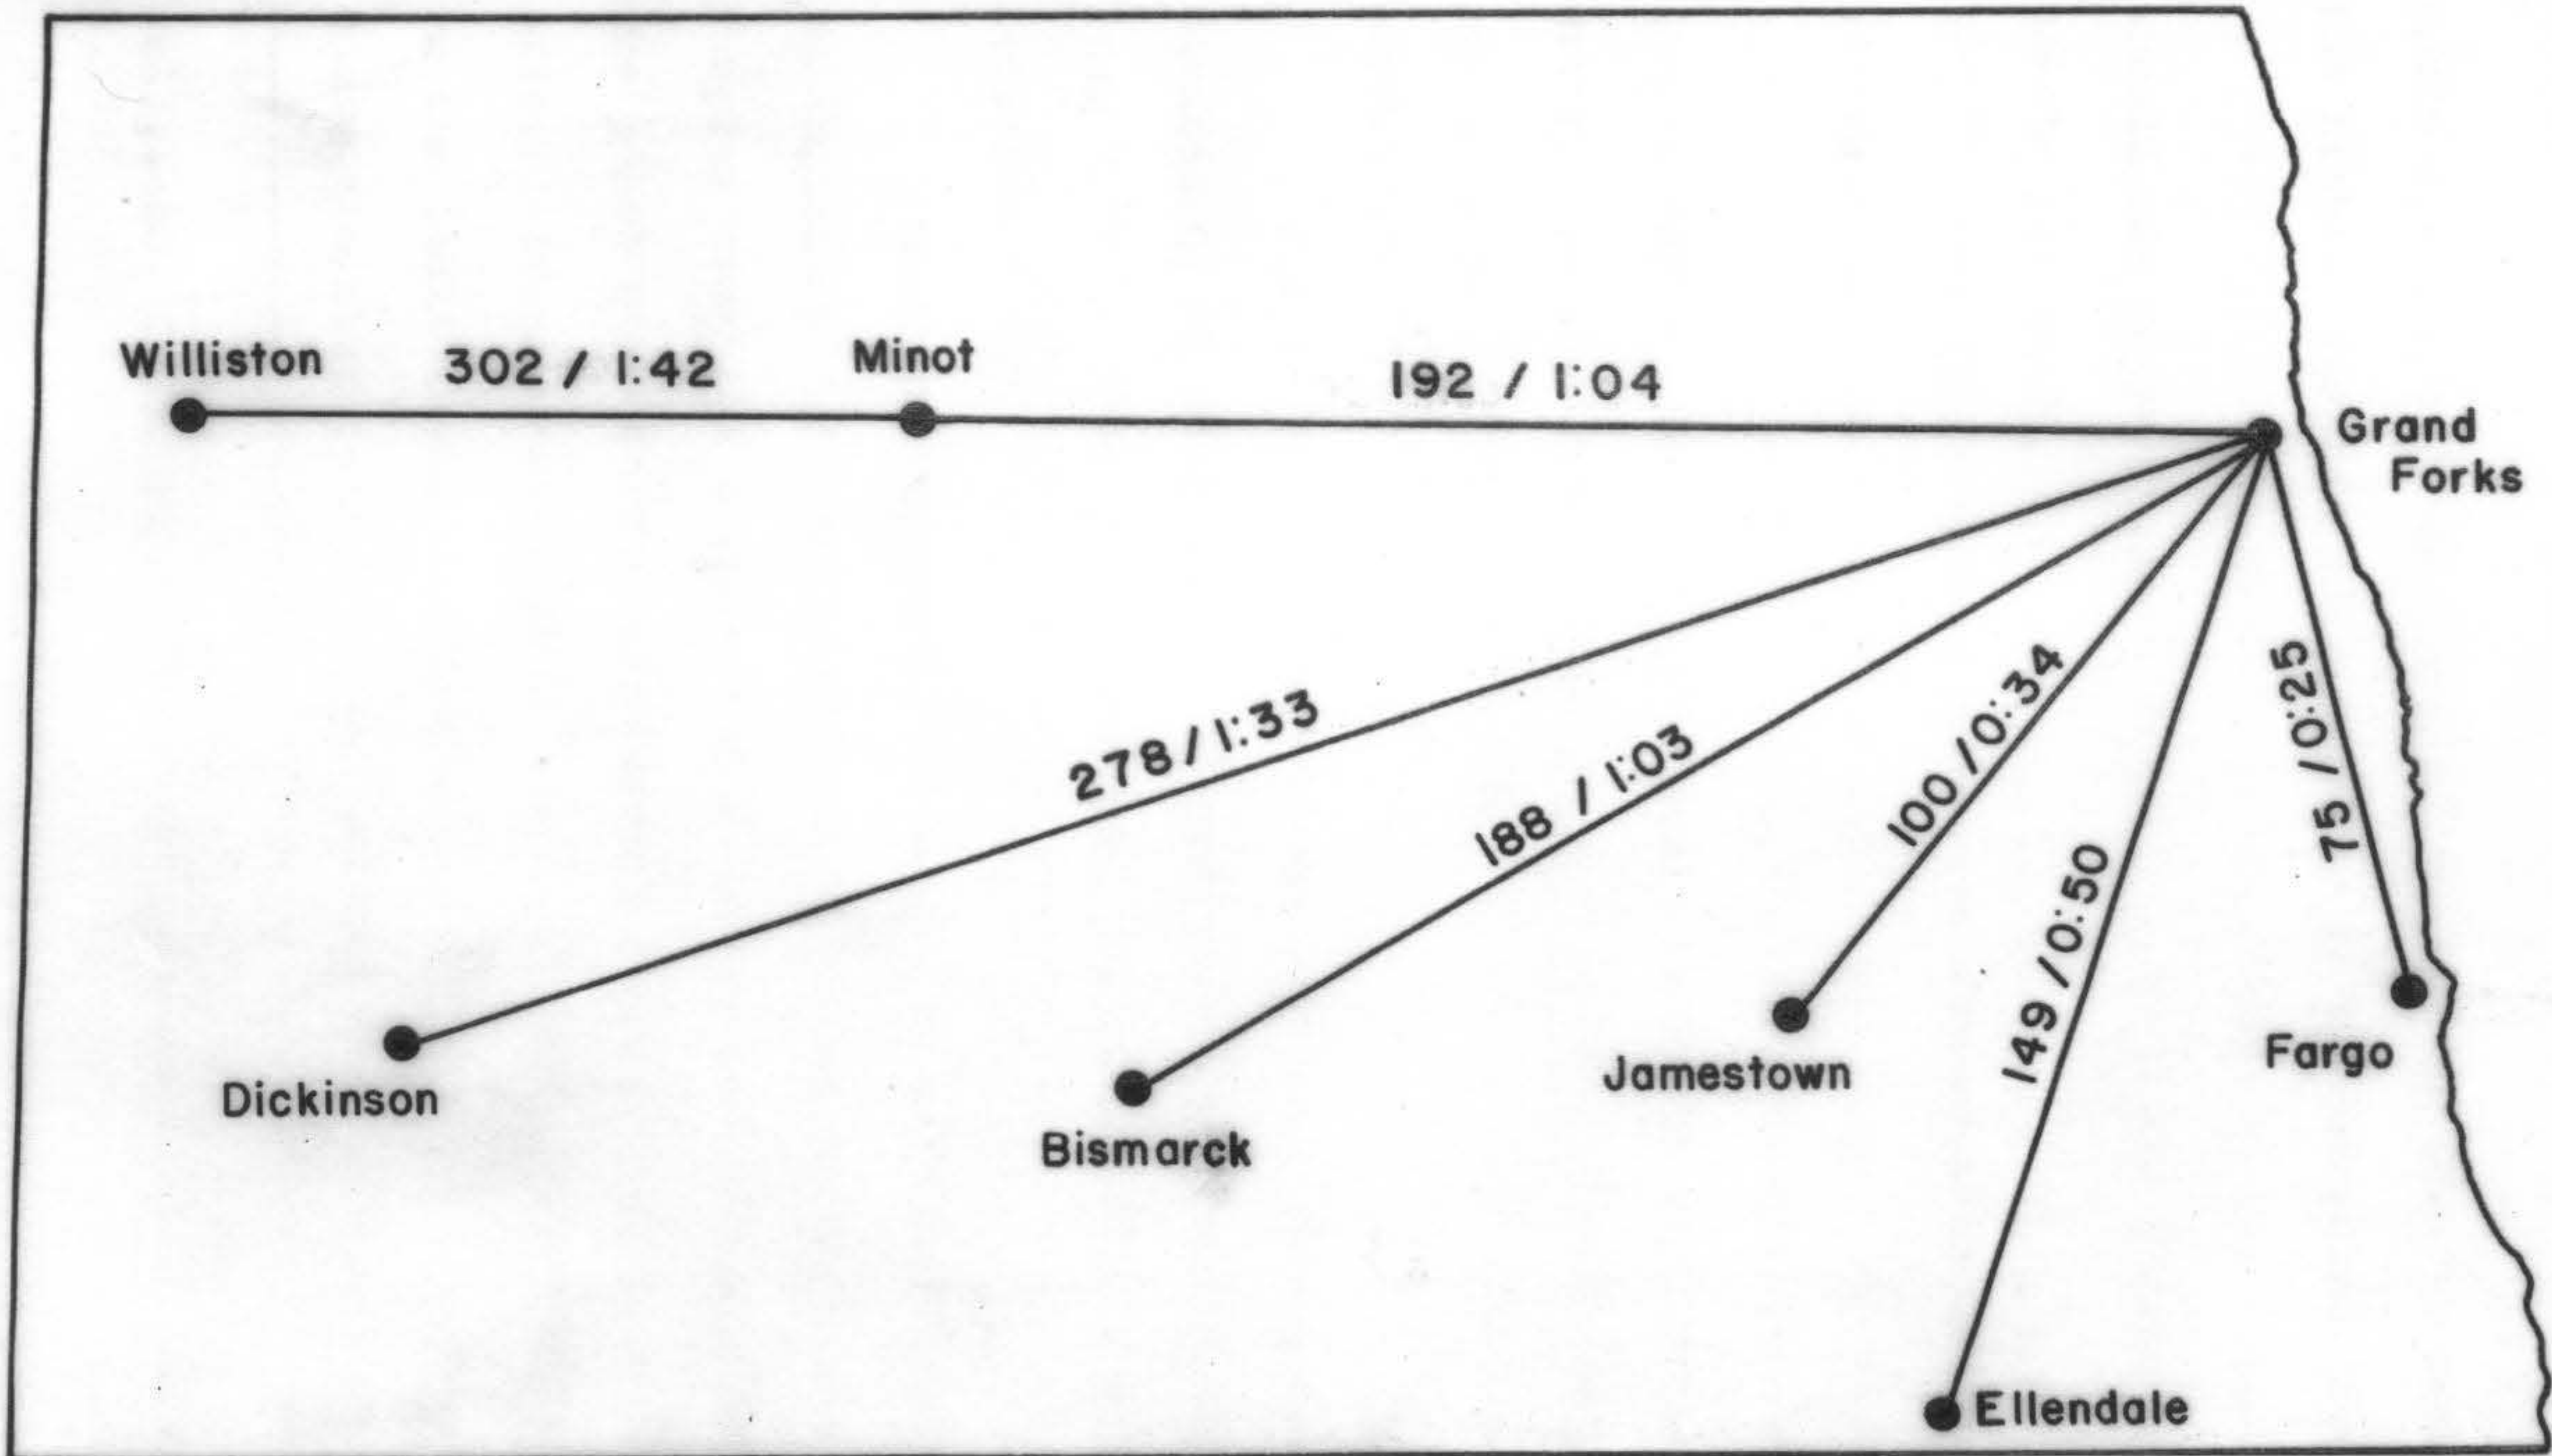 Williston
302 / 1:42
Minot
192 / 1:04
Grand
Forks
278 / 1:33
188 / 1:03
100 / 0:34
149 / 0:50
75 / 0:25
Dickinson
Bismarck
Jamestown
Fargo
Ellendale